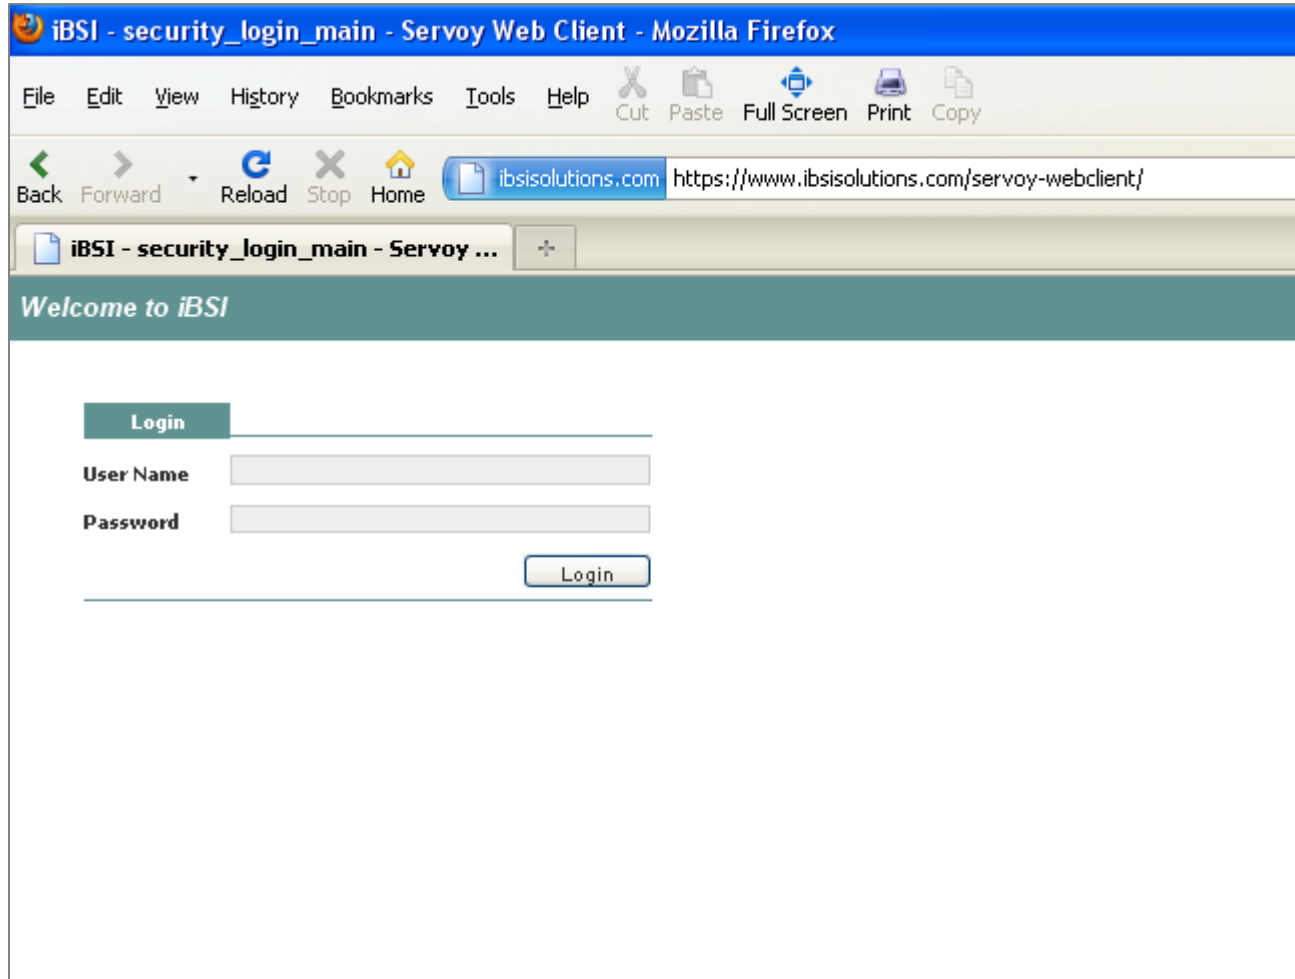 iBSI - security_login_main - Servoy Web Client - Mozilla Firefox
File Edit View History Bookmarks Tools Help Cut Paste Full Screen Print Copy
Back Forward Reload Stop Home ibsisolutions.com https://www.ibsisolutions.com/servoy-webclient/
iBSI - security_login_main - Servoy ...
Welcome to iBSI
Login
User Name
Password
Login